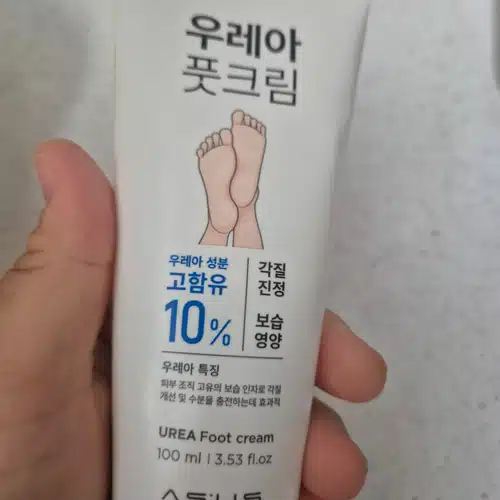 우레아
풋크림
우레아 성분
고함유
10%
각질
진정
보습
영양
우레아 특징
피부 조직 고유의 보습 인자로 각질
개선 및 수분을 충전하는데 효과적
UREA Foot cream
100 ml | 3.53 fl.oz